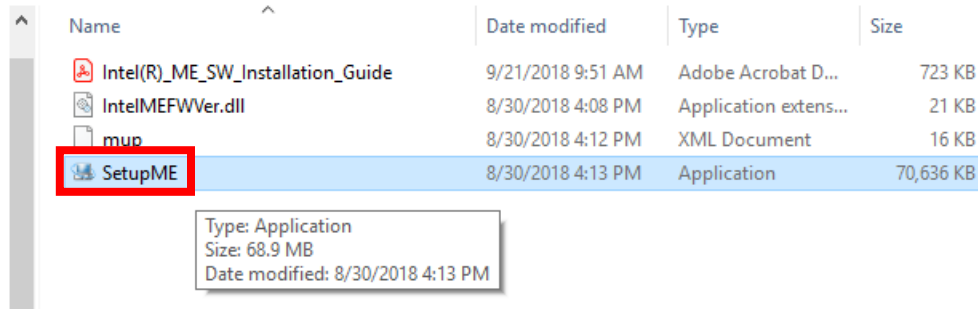 Name Date modified Type Size
Intel(R)_ME_SW_Installation_Guide 9/21/2018 9:51 AM Adobe Acrobat D... 723 KB
IntelMEFWVer.dll 8/30/2018 4:08 PM Application extens... 21 KB
mup 8/30/2018 4:12 PM XML Document 16 KB
SetupME 8/30/2018 4:13 PM Application 70,636 KB
Type: Application
Size: 68.9 MB
Date modified: 8/30/2018 4:13 PM